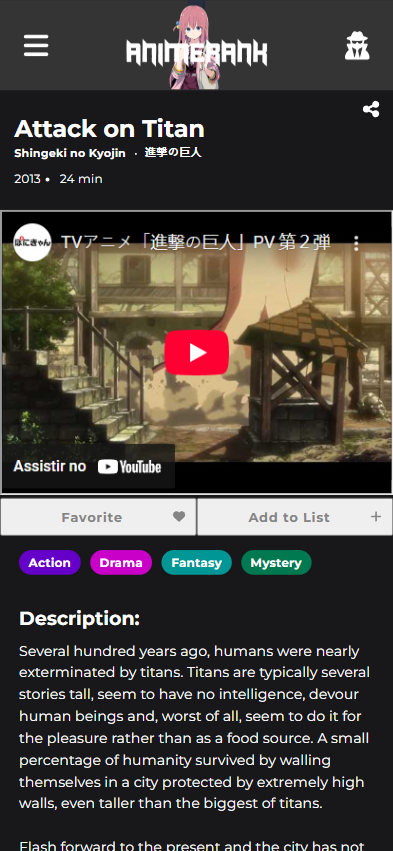 ANIMERANK
Attack on Titan
Shingeki no Kyojin · 進撃の巨人
2013 • 24 min
ぽにきゃん
TVアニメ「進撃の巨人」PV 第２弾
Assistir no YouTube
Favorite
Add to List +
Action Drama Fantasy Mystery
Description:
Several hundred years ago, humans were nearly
exterminated by titans. Titans are typically several
stories tall, seem to have no intelligence, devour
human beings and, worst of all, seem to do it for
the pleasure rather than as a food source. A small
percentage of humanity survived by walling
themselves in a city protected by extremely high
walls, even taller than the biggest of titans.
Flash forward to the present and the city has not